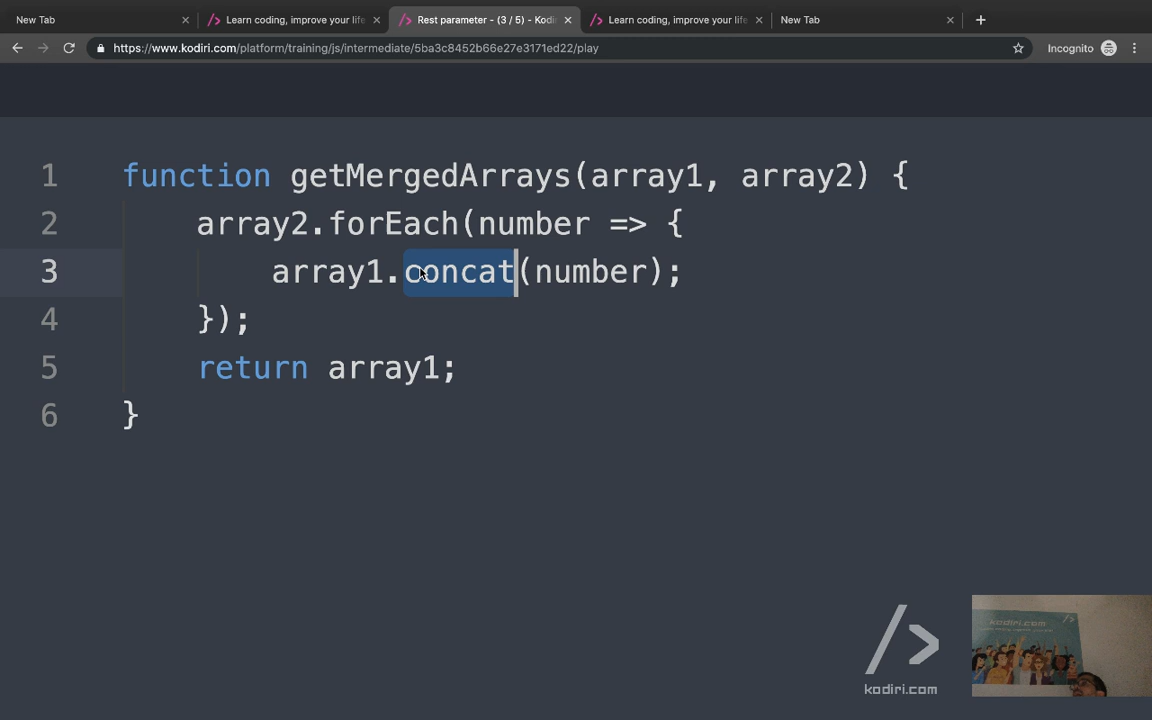 New Tab
Learn coding, improve your life
Rest parameter - (3 / 5) - Kodi
Learn coding, improve your life
New Tab
https://www.kodiri.com/platform/training/js/intermediate/5ba3c8452b66e27e3171ed22/play
Incognito
1 function getMergedArrays(array1, array2) {
2 array2.forEach(number => {
3 array1.concat(number);
4 });
5 return array1;
6 }
/>
kodiri.com
kodiri.com